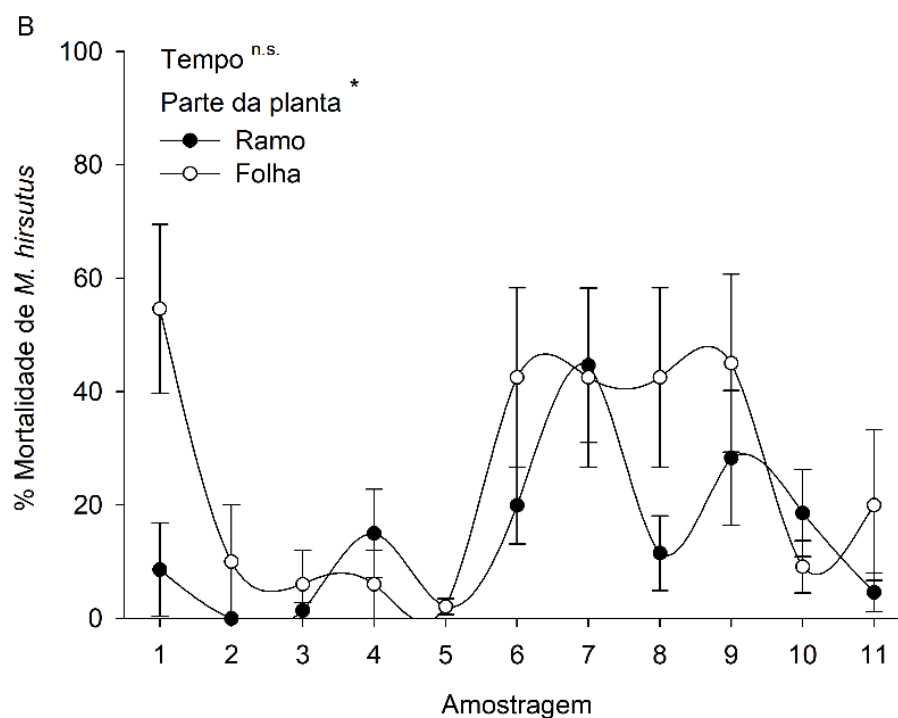 B
Tempo n.s.
Parte da planta *
Ramo
Folha
% Mortalidade de M. hirsutus
100
80
60
40
20
0
1 2 3 4 5 6 7 8 9 10 11
Amostragem